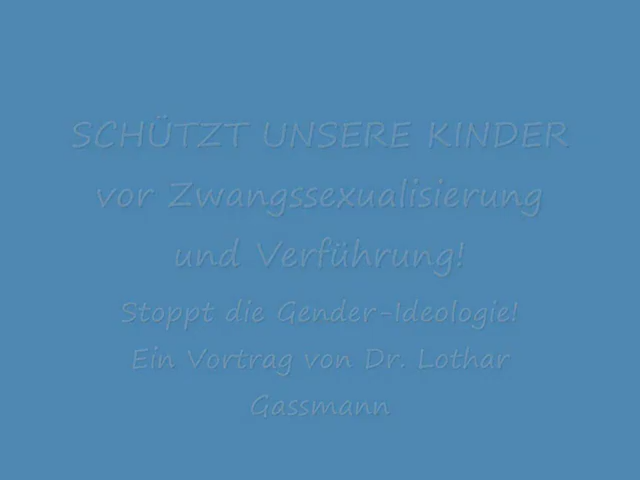 SCHÜTZT UNSERE KINDER
vor Zwangssexualisierung
und Verführung!
Stoppt die Gender-Ideologie!
Ein Vortrag von Dr. Lothar
Gassmann